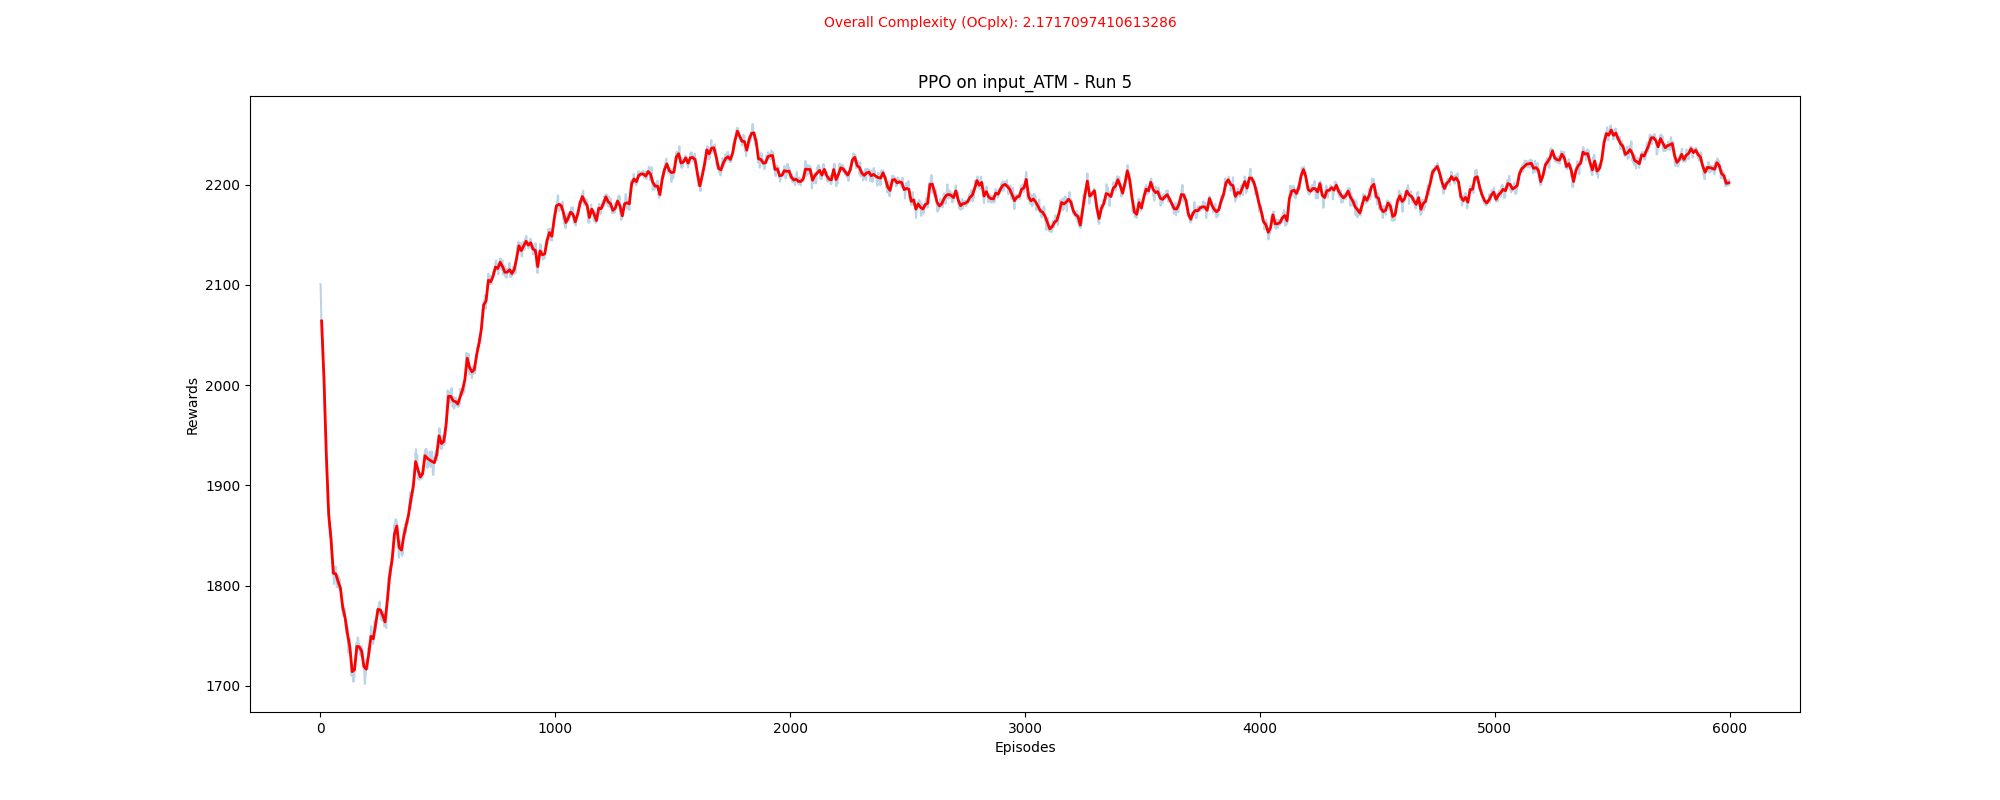 Overall Complexity (OCplx): 2.1717097410613286
PPO on input_ATM - Run 5
Rewards
2200
2100
2000
1900
1800
1700
0 1000 2000 3000 4000 5000 6000
Episodes